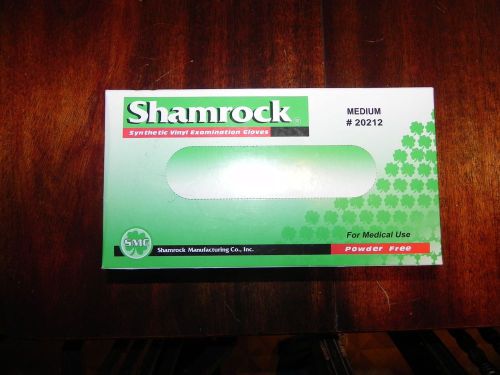 Shamrock®
Synthetic Vinyl Examination Gloves
MEDIUM
# 20212
For Medical Use
Powder Free
SMC
Shamrock Manufacturing Co., Inc.